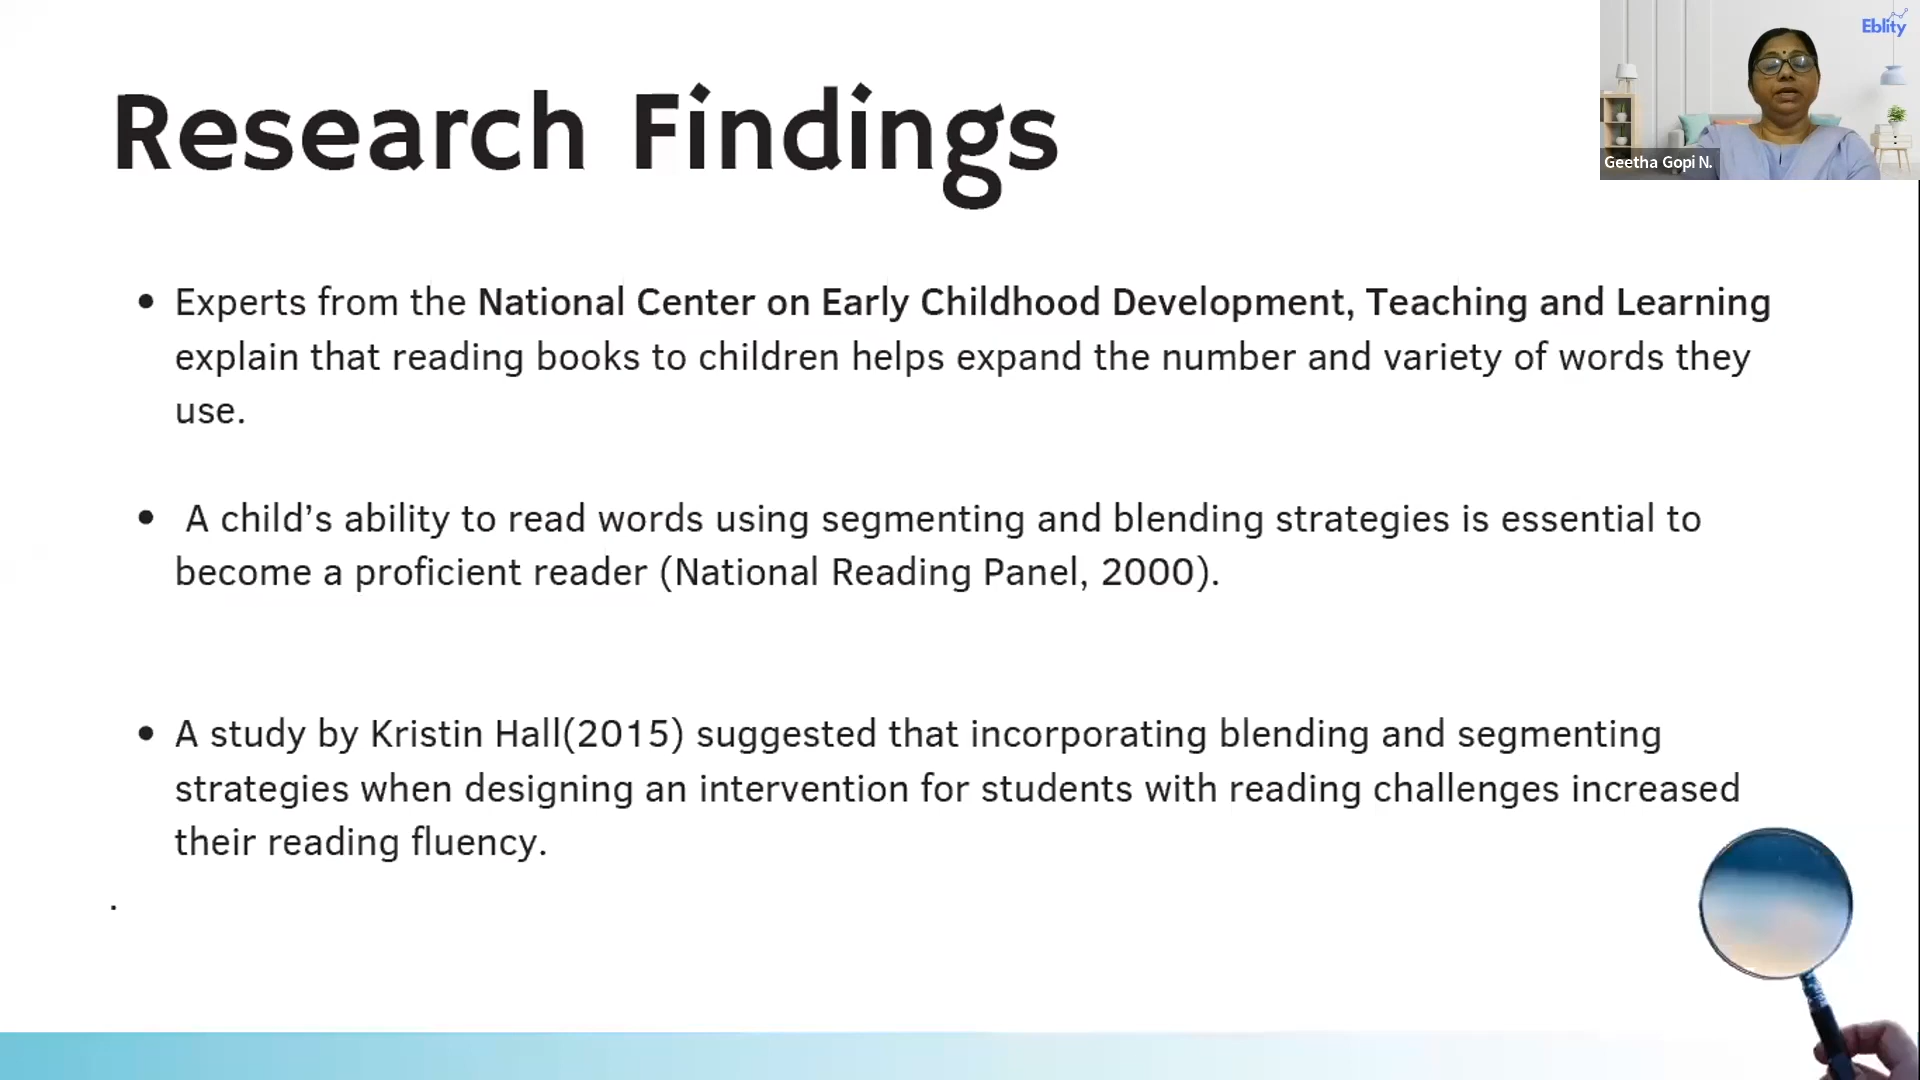 Eblity
Geetha Gopi N.
Research Findings
• Experts from the National Center on Early Childhood Development, Teaching and Learning
explain that reading books to children helps expand the number and variety of words they
use.
• A child’s ability to read words using segmenting and blending strategies is essential to
become a proficient reader (National Reading Panel, 2000).
• A study by Kristin Hall(2015) suggested that incorporating blending and segmenting
strategies when designing an intervention for students with reading challenges increased
their reading fluency.
.